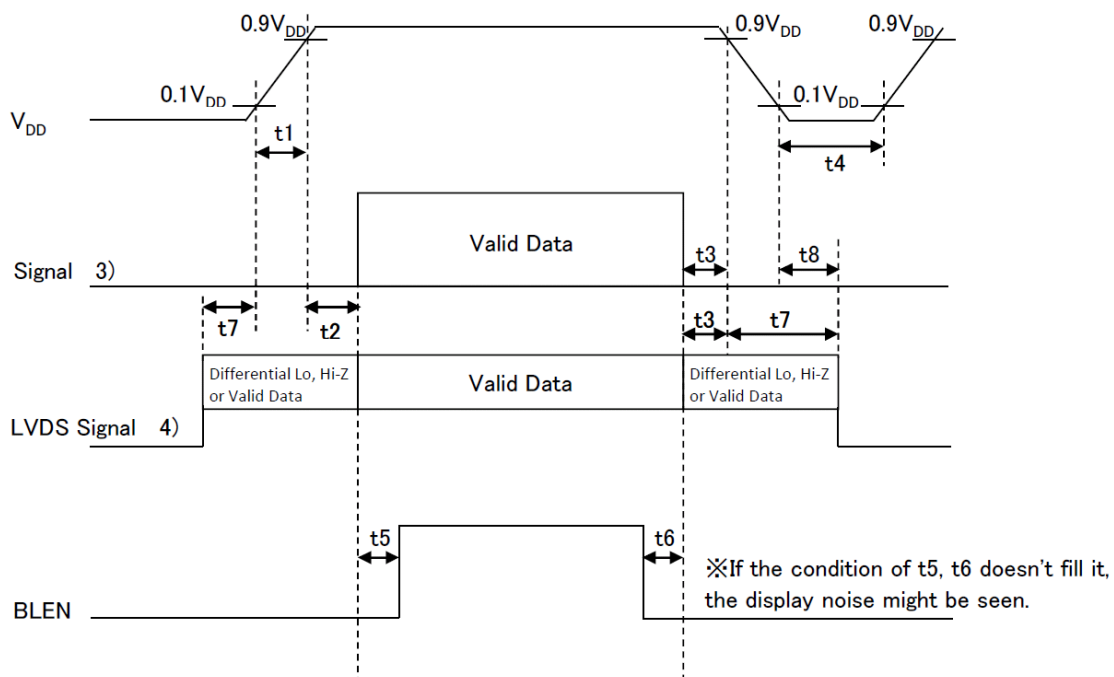 0.9VDD
0.9VDD
0.9VDD
0.1VDD
0.1VDD
VDD
t1
t4
Valid Data
Signal 3)
t3
t8
t7
t2
t3
t7
Differential Lo, Hi-Z
or Valid Data
Valid Data
Differential Lo, Hi-Z
or Valid Data
LVDS Signal 4)
t5
t6
※If the condition of t5, t6 doesn't fill it,
the display noise might be seen.
BLEN